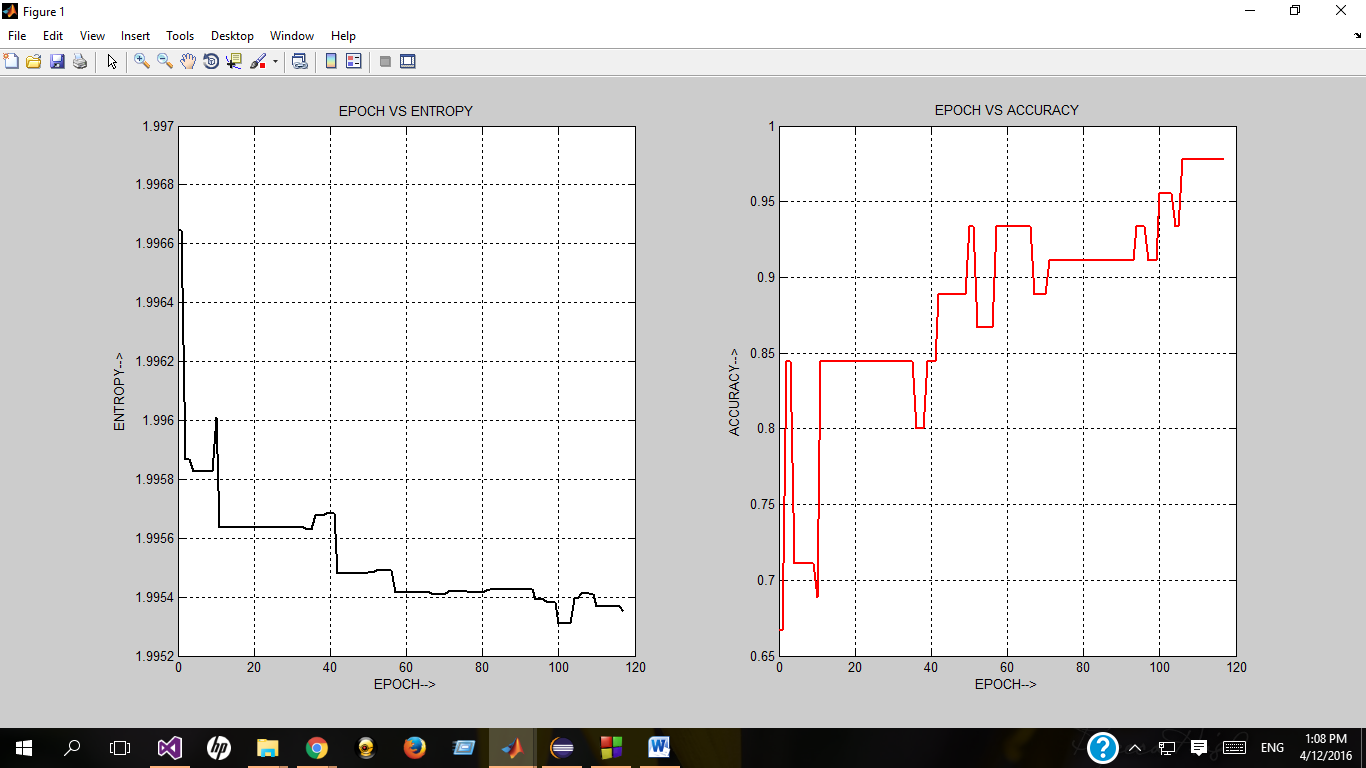 Figure 1
File Edit View Insert Tools Desktop Window Help
EPOCH VS ENTROPY
1.997
1.9968
1.9966
1.9964
1.9962
1.996
1.9958
1.9956
1.9954
1.9952
ENTROPY-->
0 20 40 60 80 100 120
EPOCH-->
EPOCH VS ACCURACY
1
0.95
0.9
0.85
0.8
0.75
0.7
0.65
ACCURACY-->
0 20 40 60 80 100 120
EPOCH-->
hp
W
?
ENG
1:08 PM
4/12/2016